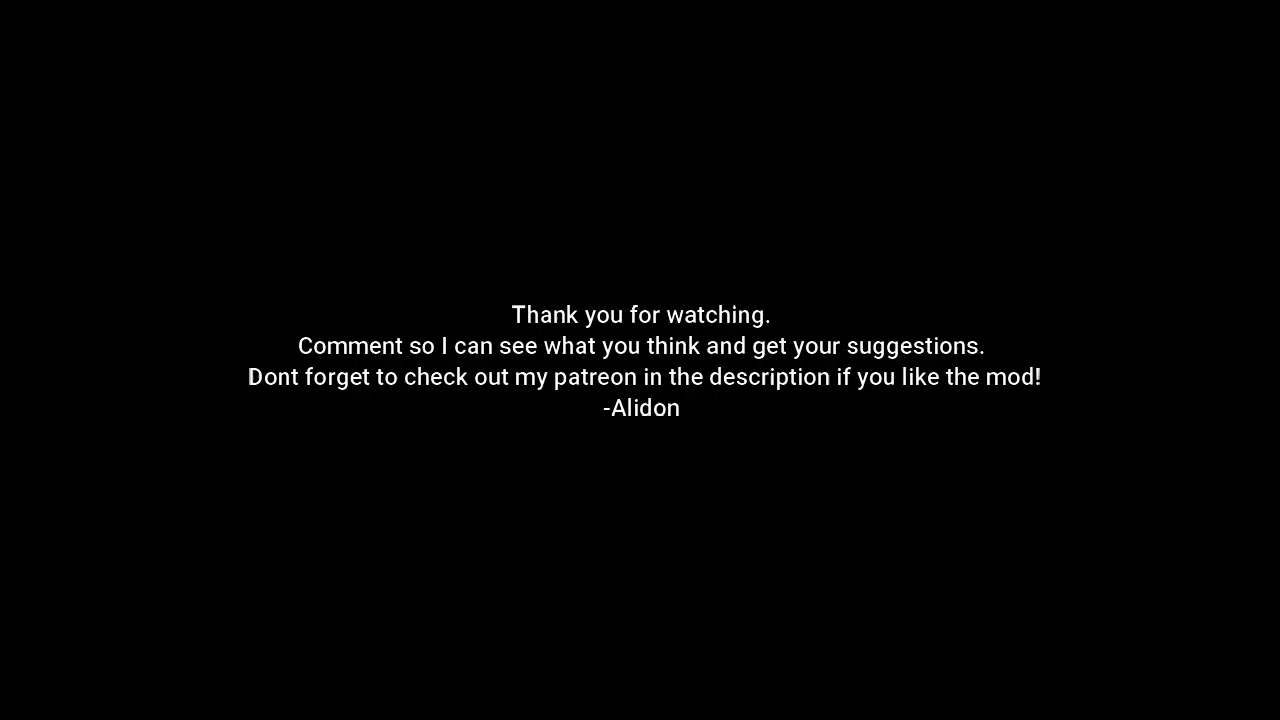 Thank you for watching.
Comment so I can see what you think and get your suggestions.
Dont forget to check out my patreon in the description if you like the mod!
-Alidon